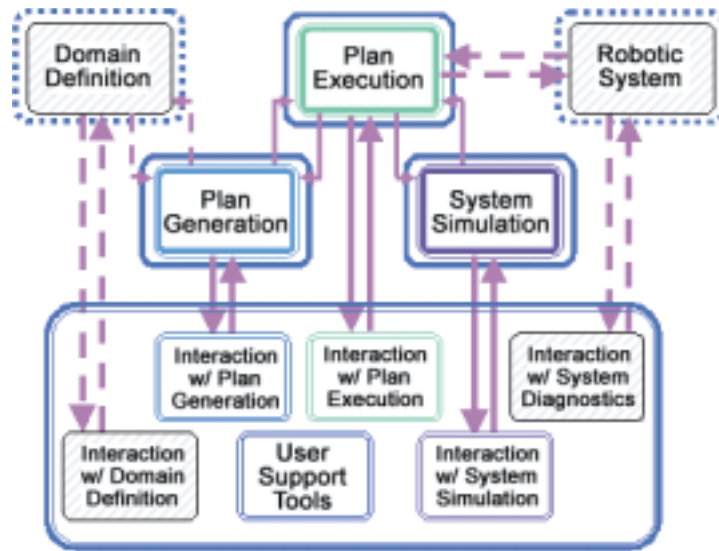 Domain
Definition
Plan
Execution
Robotic
System
Plan
Generation
System
Simulation
Interaction
w/ Plan
Generation
Interaction
w/ Plan
Execution
Interaction
w/ System
Diagnostics
Interaction
w/ Domain
Definition
User
Support
Tools
Interaction
w/ System
Simulation